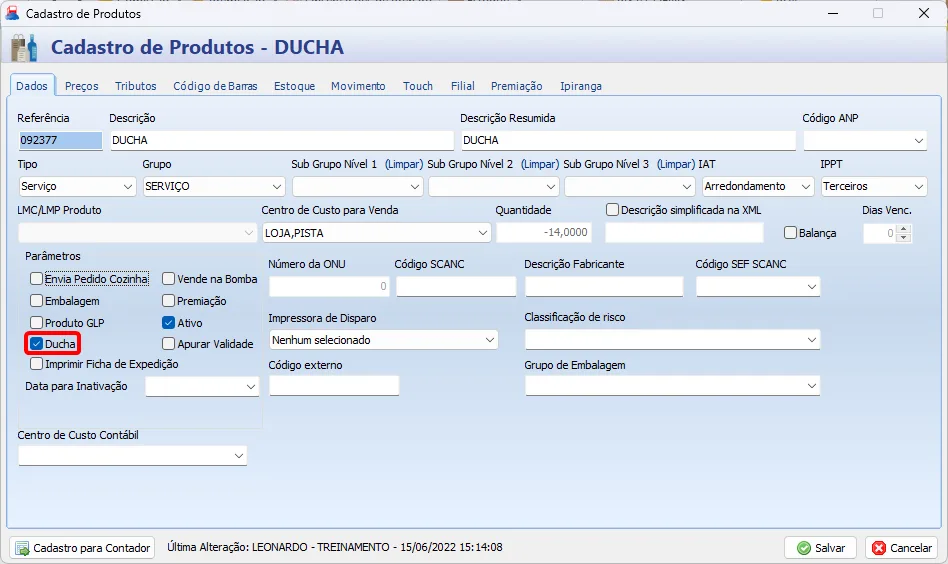 Cadastro de Produtos
Cadastro de Produtos - DUCHA
Dados Preços Tributos Código de Barras Estoque Movimento Touch Filial Premiação Ipiranga
Referência Descrição Descrição Resumida Código ANP
092377 DUCHA DUCHA
Tipo Grupo Sub Grupo Nível 1 (Limpar) Sub Grupo Nível 2 (Limpar) Sub Grupo Nível 3 (Limpar) IAT IPPT
Serviço SERVIÇO Arredondamento Terceiros
LMC/LMP Produto Centro de Custo para Venda Quantidade Descrição simplificada na XML Dias Venc.
LOJA,PISTA -14,0000 Balança 0
Parâmetros
Número da ONU Código SCANC Descrição Fabricante Código SEF SCANC
Envia Pedido Cozinha Vende na Bomba
0
Embalagem Premiação
Produto GLP Ativo
Impressora de Disparo Classificação de risco
Ducha Apurar Validade
Nenhum selecionado
Imprimir Ficha de Expedição
Código externo Grupo de Embalagem
Data para Inativação
Centro de Custo Contábil
Cadastro para Contador Última Alteração: LEONARDO - TREINAMENTO - 15/06/2022 15:14:08 Salvar Cancelar